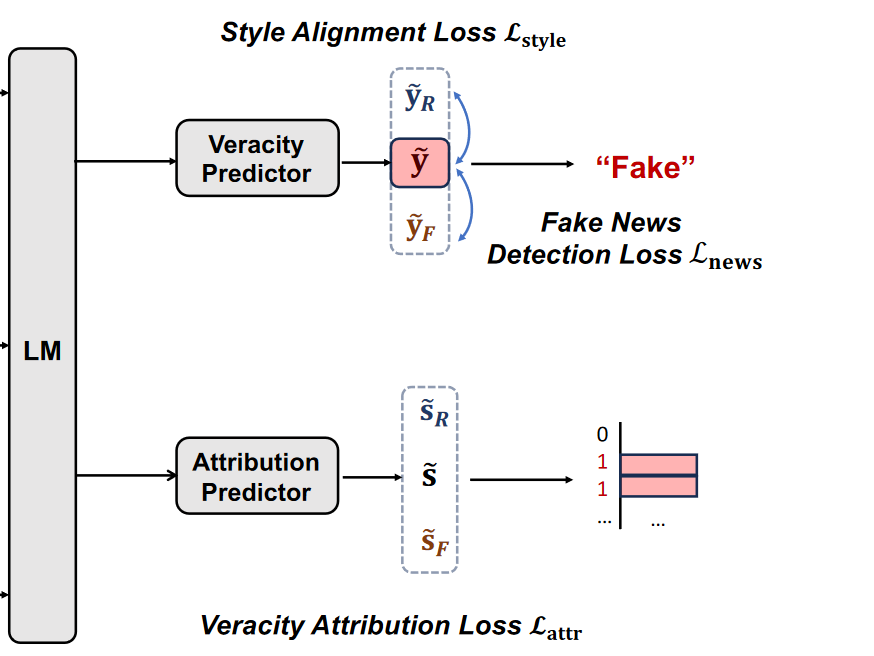 Style Alignment Loss ℒstyle
LM
Veracity
Predictor
ỹR
ỹ
ỹF
“Fake”
Fake News
Detection Loss ℒnews
Attribution
Predictor
s̃R
s̃
s̃F
0
1
1
... ...
Veracity Attribution Loss ℒattr